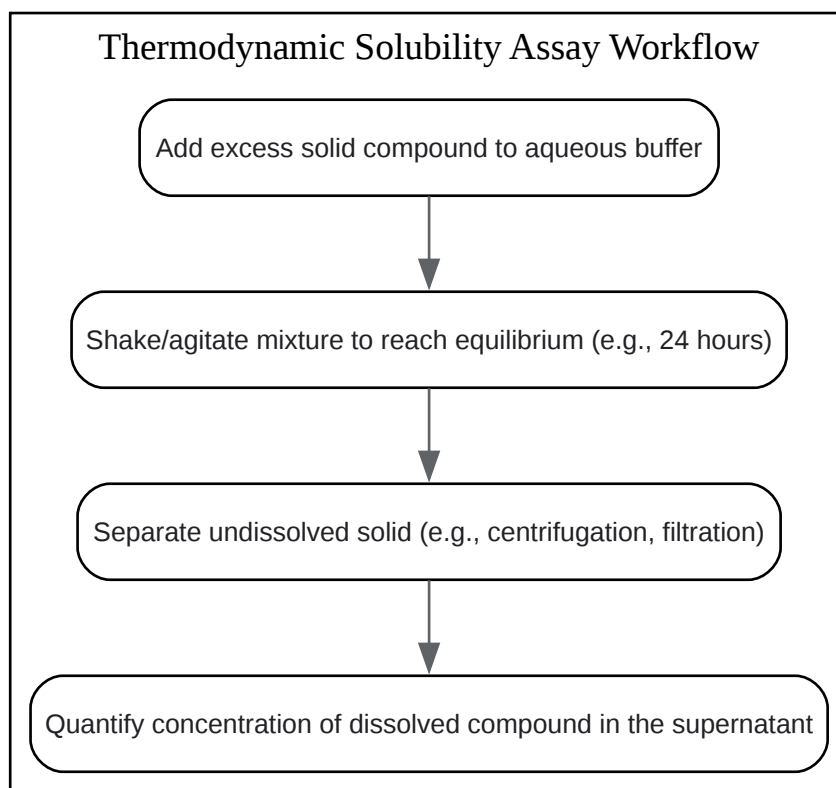 Thermodynamic Solubility Assay Workflow
Add excess solid compound to aqueous buffer
Shake/agitate mixture to reach equilibrium (e.g., 24 hours)
Separate undissolved solid (e.g., centrifugation, filtration)
Quantify concentration of dissolved compound in the supernatant